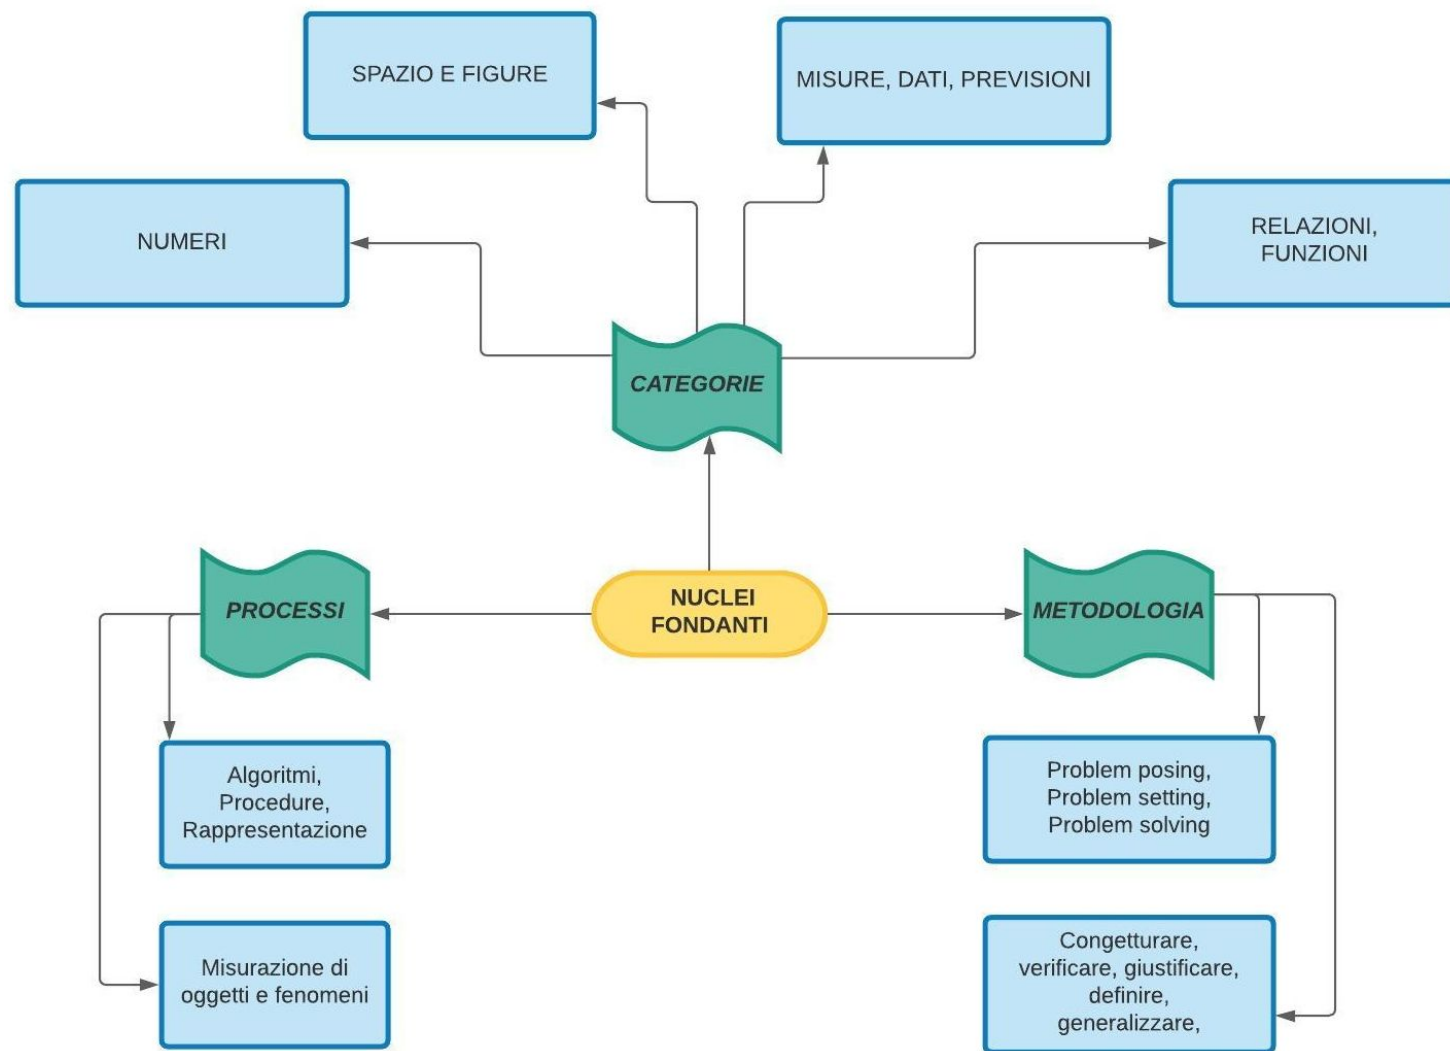 SPAZIO E FIGURE
MISURE, DATI, PREVISIONI
NUMERI
RELAZIONI,
FUNZIONI
CATEGORIE
PROCESSI
NUCLEI
FONDANTI
METODOLOGIA
Algoritmi,
Procedure,
Rappresentazione
Problem posing,
Problem setting,
Problem solving
Misurazione di
oggetti e fenomeni
Congetturare,
verificare, giustificare,
definire,
generalizzare,